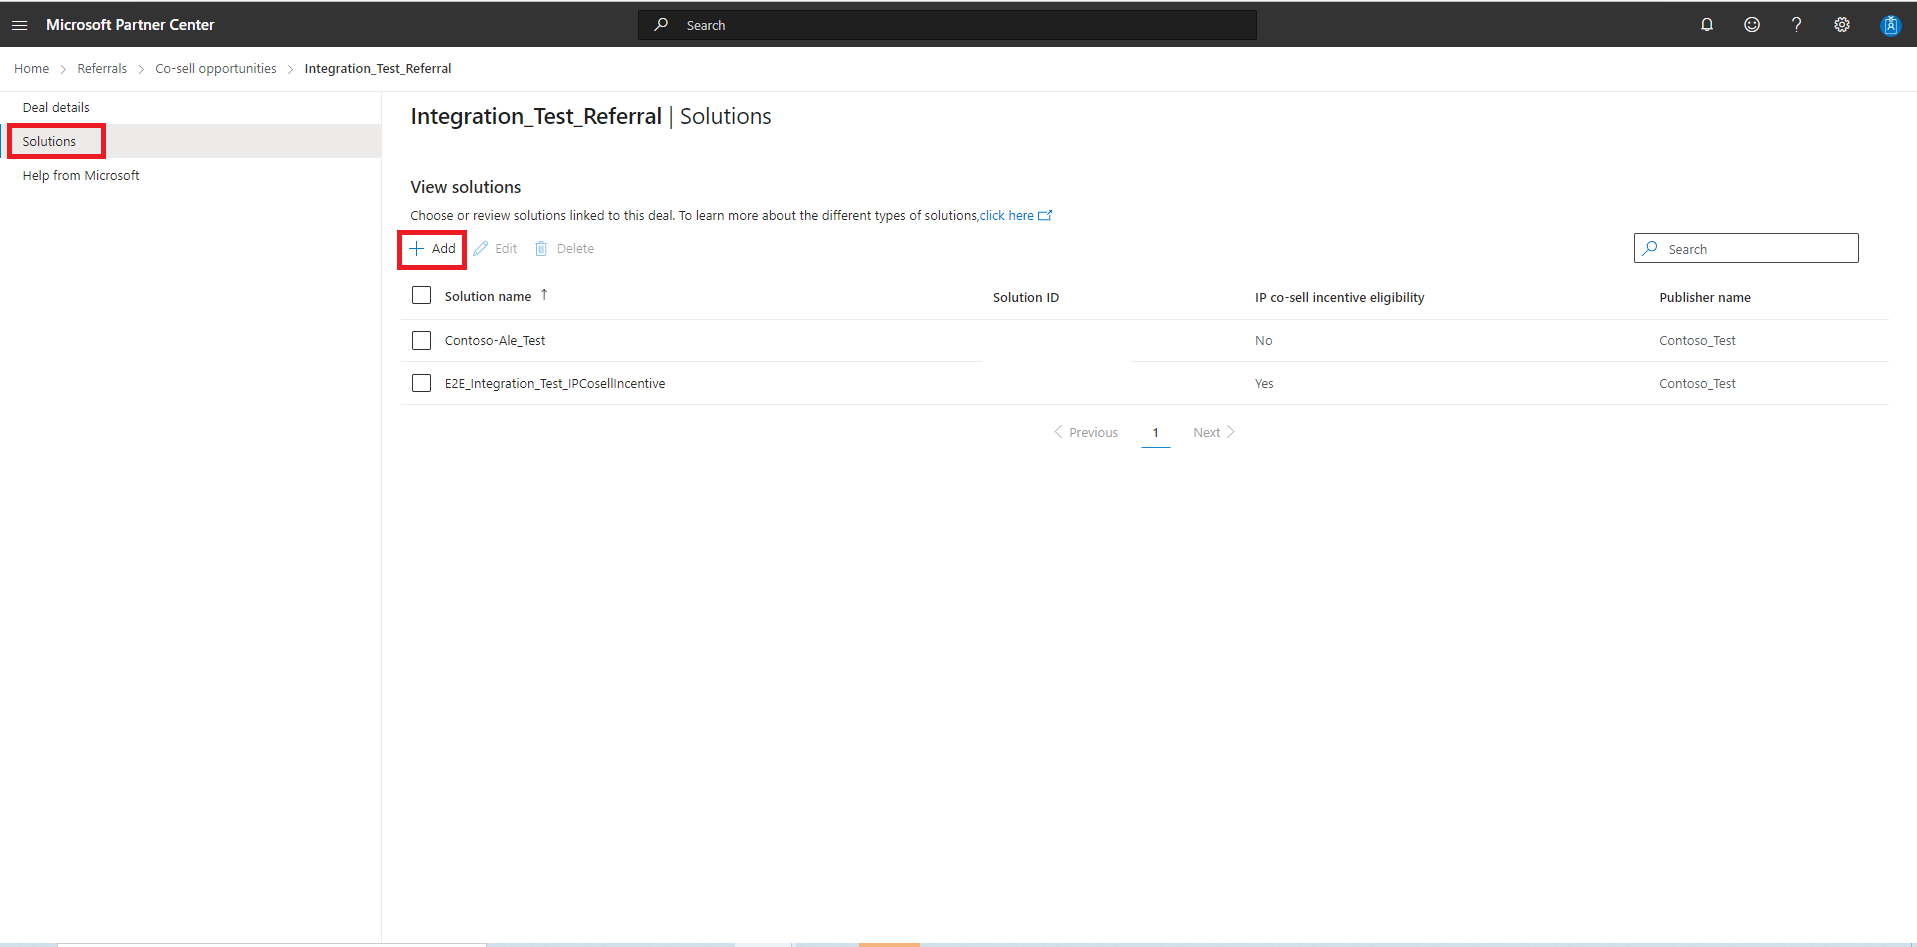 Microsoft Partner Center
Search
Home > Referrals > Co-sell opportunities > Integration_Test_Referral
Deal details
Solutions
Help from Microsoft
Integration_Test_Referral | Solutions
View solutions
Choose or review solutions linked to this deal. To learn more about the different types of solutions,click here
Add Edit Delete Search
Solution name ↑ Solution ID IP co-sell incentive eligibility Publisher name
Contoso-Ale_Test No Contoso_Test
E2E_Integration_Test_IPCosellIncentive Yes Contoso_Test
Previous 1 Next